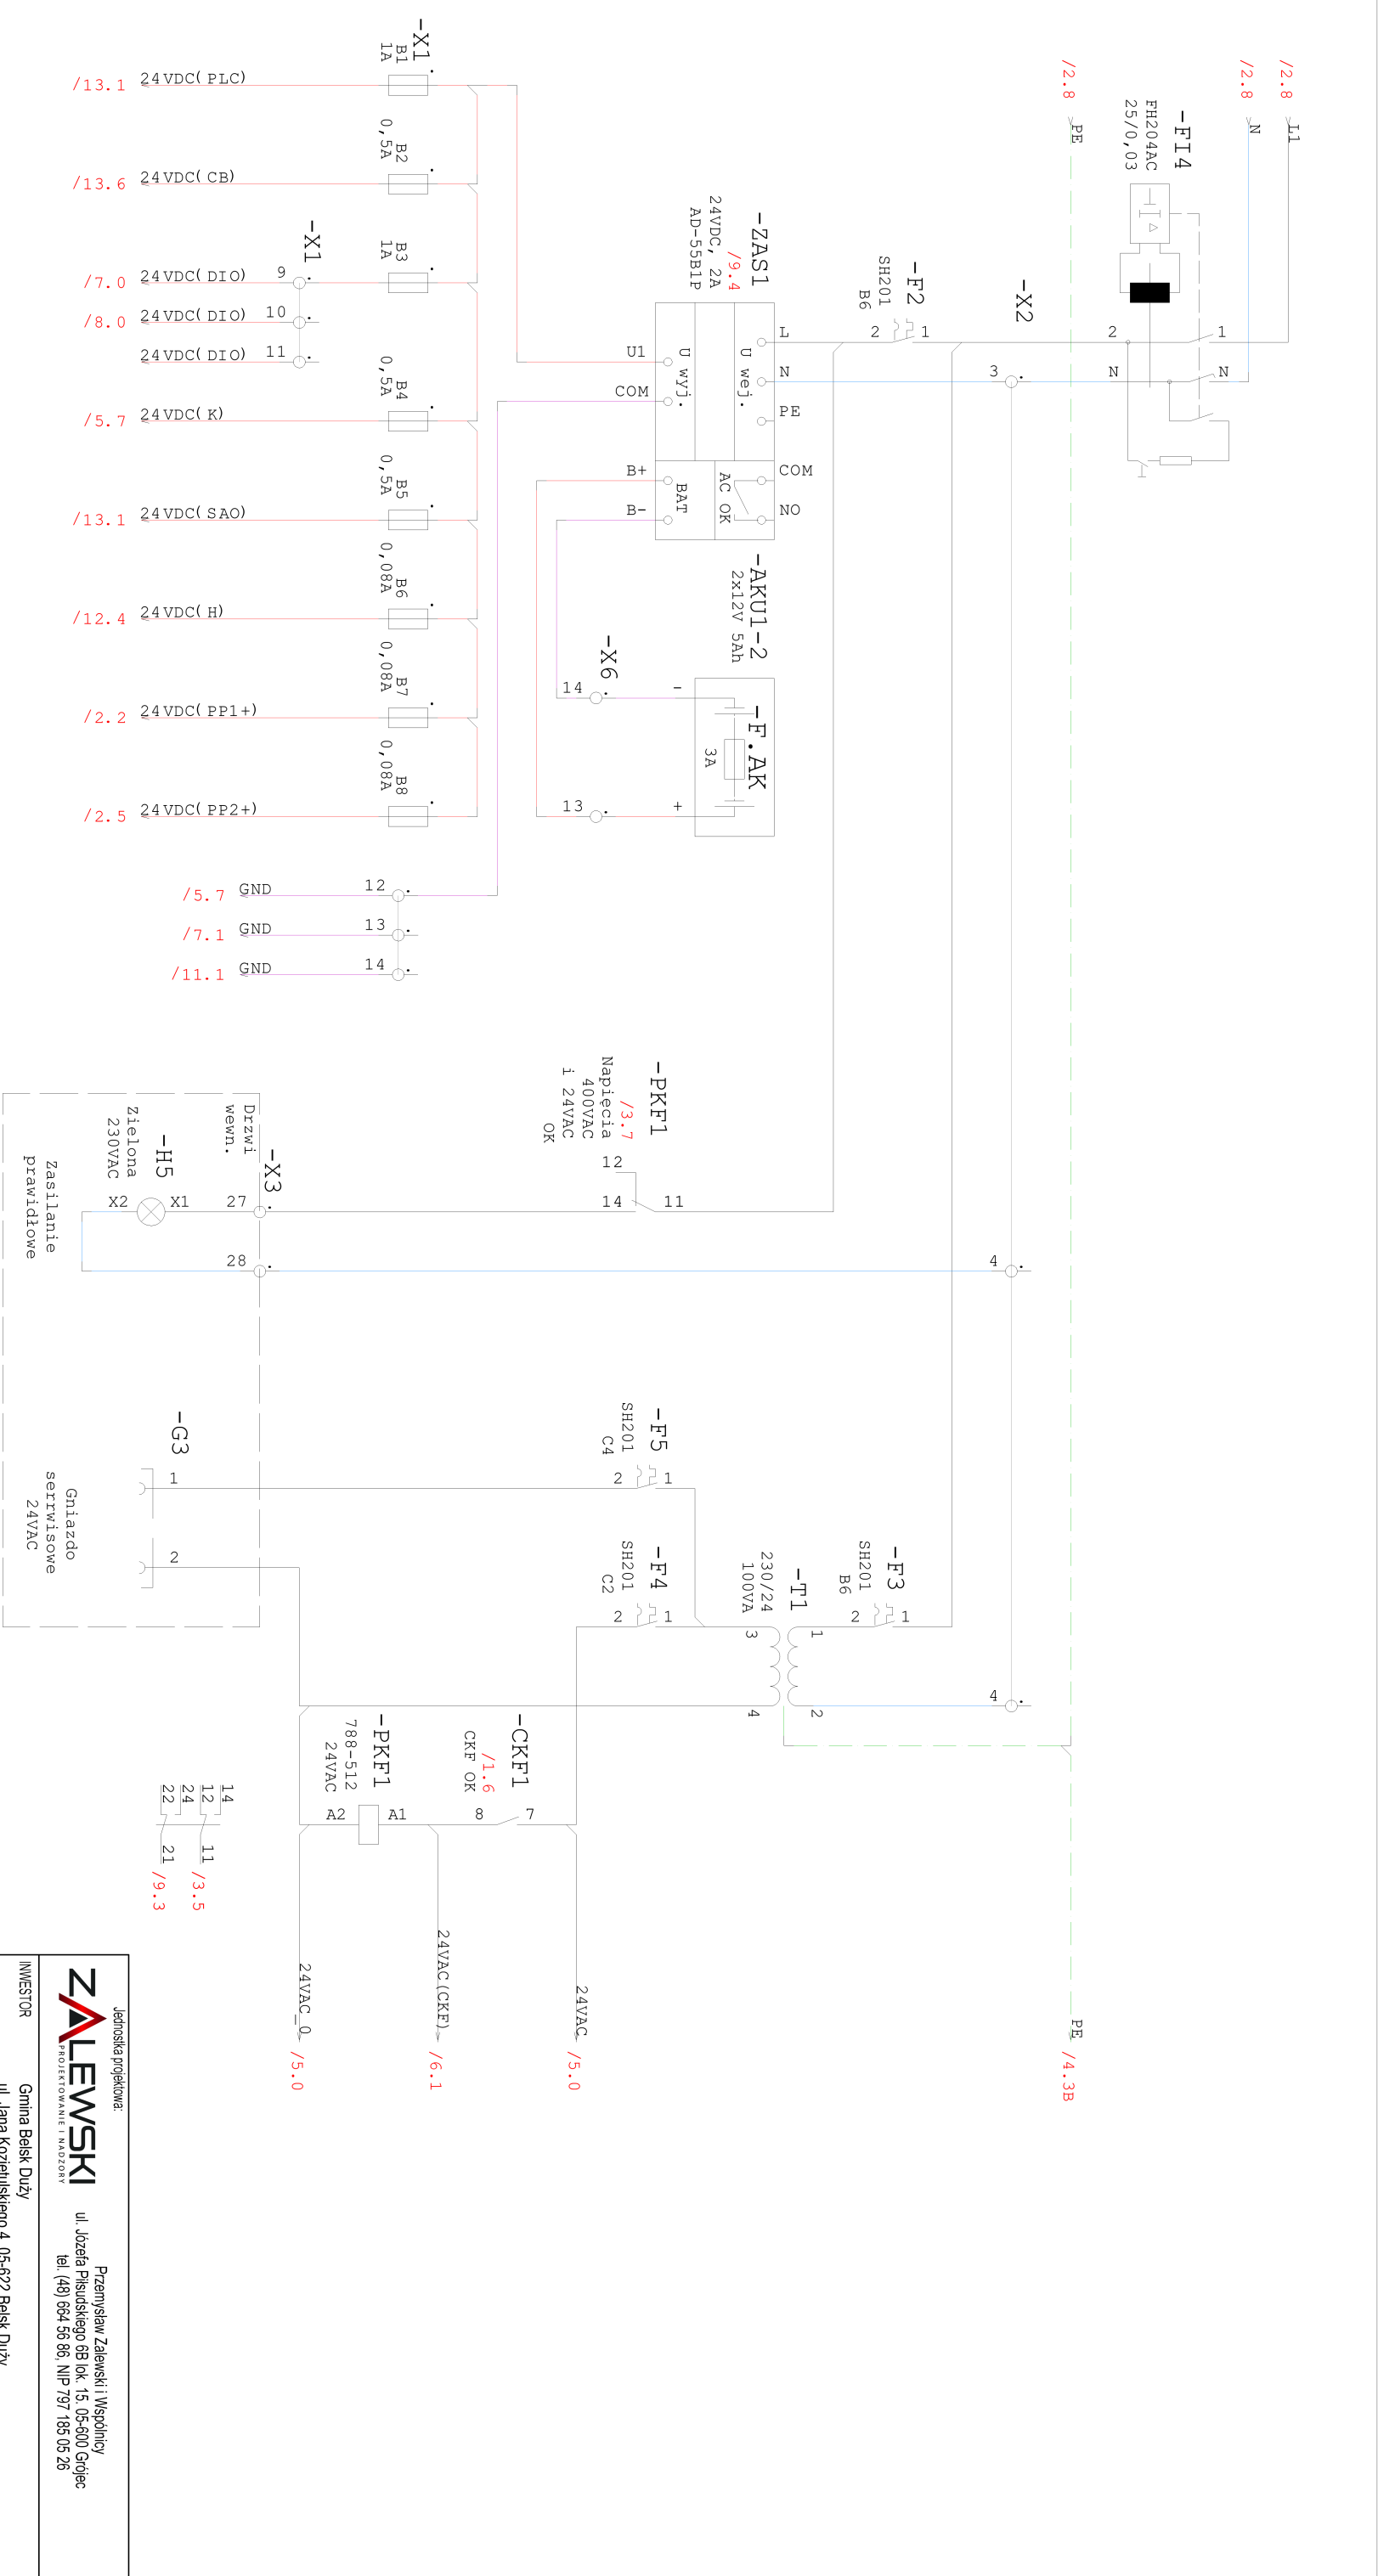 /2.8
L1
/2.8
N
/2.8
PE
-FI4
FH204AC
25/0,03
1
2
N
N
-X2
3
4
4
PE
/4.3B
-F2
SH201
B6
1
2
-ZAS1
/9.4
24VDC, 2A
AD-55B1P
L
N
PE
COM
NO
U wej.
U wyj.
AC OK
BAT
U1
COM
B+
B-
-AKU1-2
2x12V 5Ah
-F.AK
3A
-
+
-X6
14
13
-X1
B1
1A
B2
0,5A
B3
1A
B4
0,5A
B5
0,5A
B6
0,08A
B7
0,08A
B8
0,08A
-X1
9
10
11
12
13
14
24VDC(PLC)
/13.1
24VDC(CB)
/13.6
24VDC(DIO)
/7.0
24VDC(DIO)
/8.0
24VDC(DIO)
24VDC(K)
/5.7
24VDC(SAO)
/13.1
24VDC(H)
/12.4
24VDC(PP1+)
/2.2
24VDC(PP2+)
/2.5
GND
/5.7
GND
/7.1
GND
/11.1
-PKF1
/3.7
Napięcia
400VAC
i 24VAC
OK
12
14
11
-X3
27
28
Drzwi
wewn.
-H5
Zielona
230VAC
X1
X2
Zasilanie
prawidłowe
-F5
SH201
C4
1
2
-G3
1
2
Gniazdo
serrwisowe
24VAC
-F3
SH201
B6
1
2
-T1
230/24
100VA
1
2
3
4
-F4
SH201
C2
1
2
-CKF1
/1.6
CKF OK
7
8
-PKF1
788-512
24VAC
A1
A2
14
12
11
/3.5
24
22
21
/9.3
24VAC
/5.0
24VAC(CKF)
/6.1
24VAC_0
/5.0
Jednostka projektowa:
ZALEWSKI
PROJEKTOWANIE I NADZORY
Przemysław Zalewski i Wspólnicy
ul. Józefa Piłsudskiego 6B lok. 15, 05-600 Grójec
tel. (48) 664 56 86, NIP 797 185 05 26
INWESTOR
Gmina Belsk Duży
ul. Jana Kozietulskiego 4, 05-622 Belsk Duży